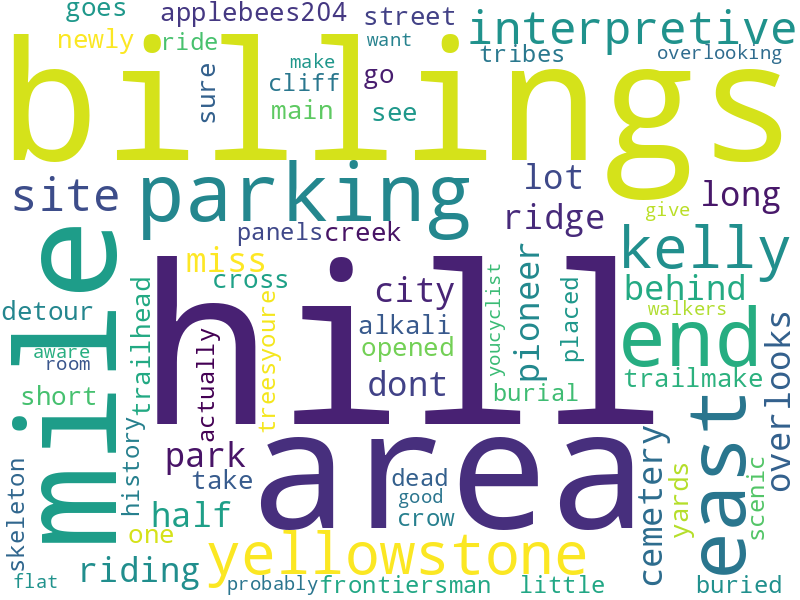 goes
applebees204
street
interpretive
newly
ride
want
make
tribes
overlooking
billings
sure
cliff
go
main
see
site
parking
lot
long
ridge
give
panels
creek
miss
kelly
mile
hill
cross
city
pioneer
behind
detour
trailhead
treesyoure
alkali
youcyclist
placed
walkers
end
overlooks
aware
room
actually
opened
dont
trailmake
short
burial
area
east
history
park
take
dead
good
crow
cemetery
yards
scenic
skeleton
half
one
yellowstone
riding
flat
probably
frontiersman
little
buried